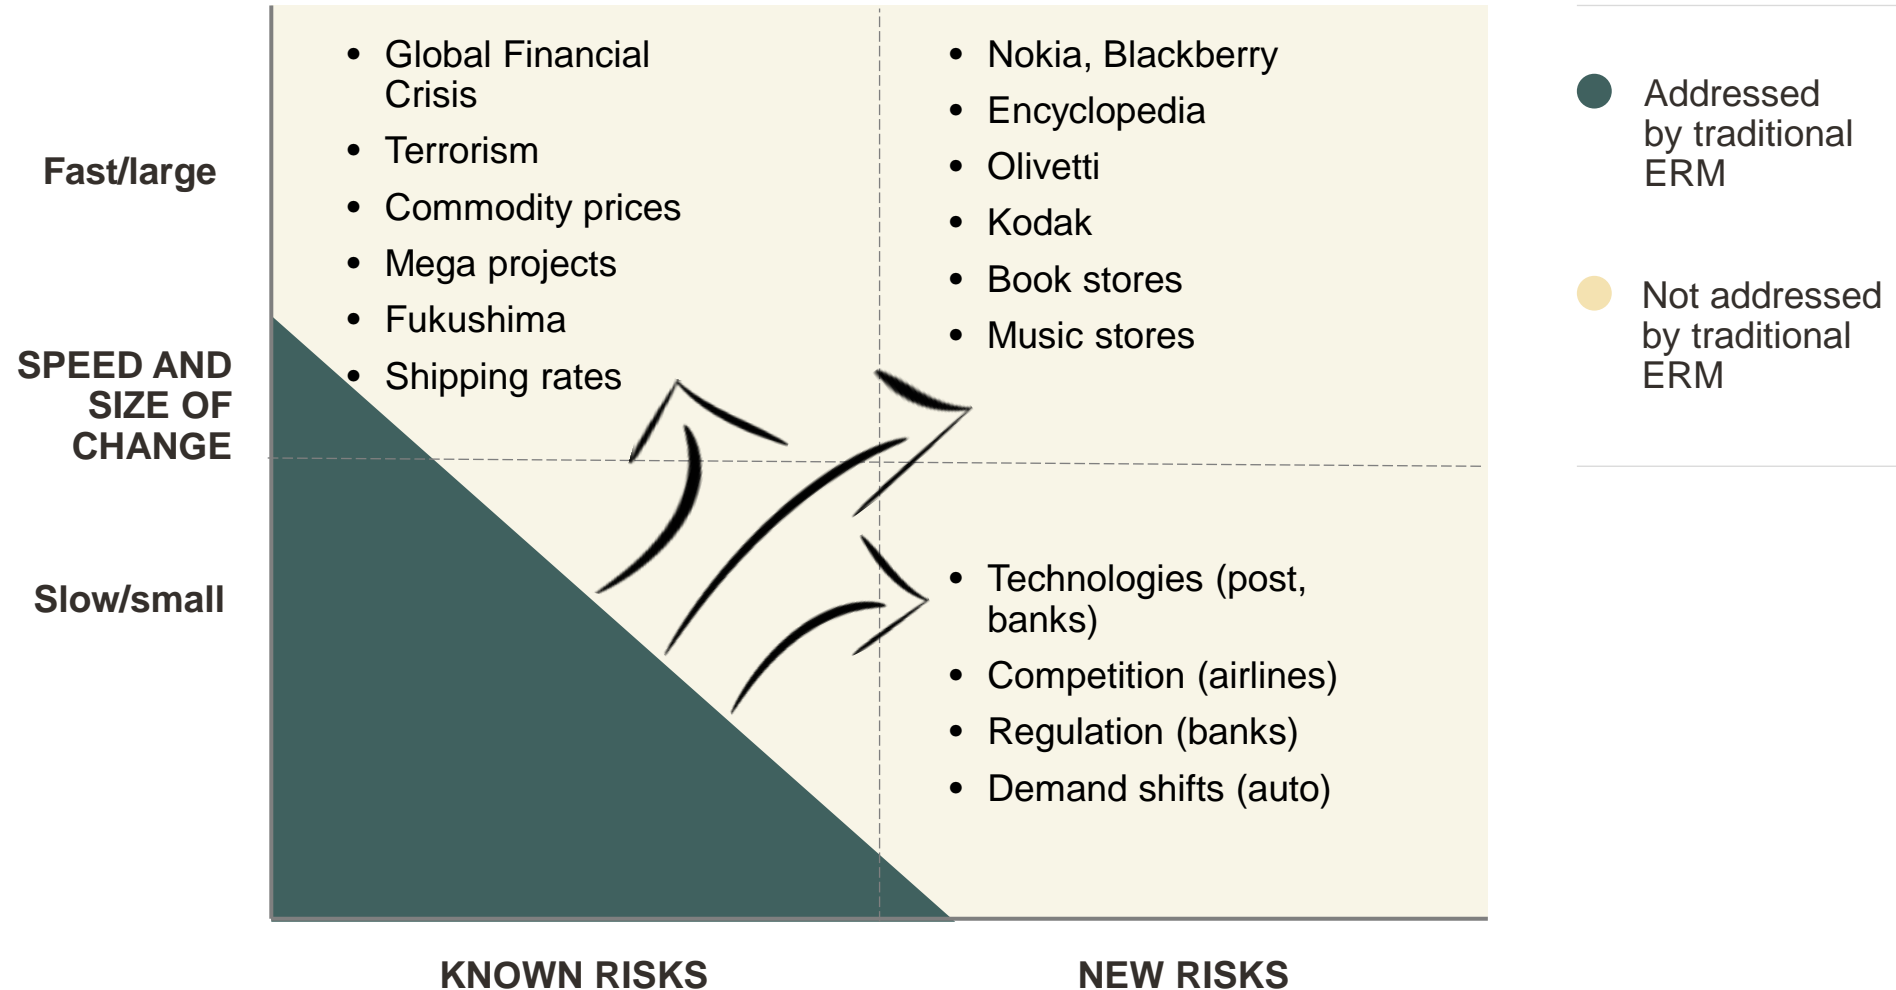 • Global Financial
Crisis
• Terrorism
• Commodity prices
• Mega projects
• Fukushima
• Shipping rates
• Nokia, Blackberry
• Encyclopedia
• Olivetti
• Kodak
• Book stores
• Music stores
Fast/large
SPEED AND
SIZE OF
CHANGE
Slow/small
• Technologies (post,
banks)
• Competition (airlines)
• Regulation (banks)
• Demand shifts (auto)
KNOWN RISKS
NEW RISKS
Addressed
by traditional
ERM
Not addressed
by traditional
ERM